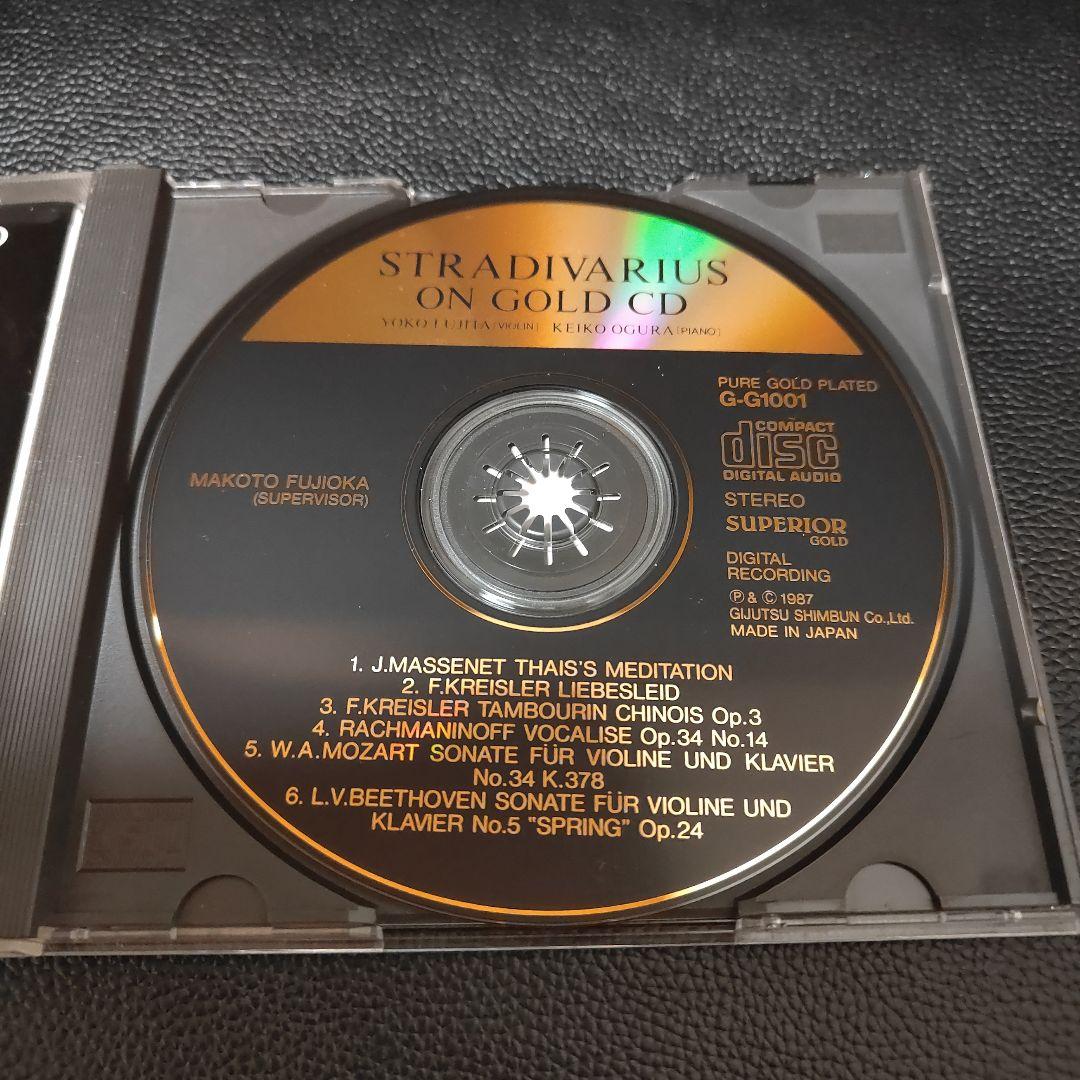 STRADIVARIUS
ON GOLD CD
YOKO FUJITA [VIOLIN] KEIKO OGURA [PIANO]
PURE GOLD PLATED
G-G1001
COMPACT
disc
DIGITAL AUDIO
STEREO
SUPERIOR
GOLD
DIGITAL
RECORDING
Ⓟ & © 1987
GIJUTSU SHIMBUN Co.,Ltd.
MADE IN JAPAN
MAKOTO FUJIOKA
(SUPERVISOR)
1. J.MASSENET THAIS'S MEDITATION
2. F.KREISLER LIEBESLEID
3. F.KREISLER TAMBOURIN CHINOIS Op.3
4. RACHMANINOFF VOCALISE Op.34 No.14
5. W.A.MOZART SONATE FÜR VIOLINE UND KLAVIER
No.34 K.378
6. L.V.BEETHOVEN SONATE FÜR VIOLINE UND
KLAVIER No.5 "SPRING" Op.24